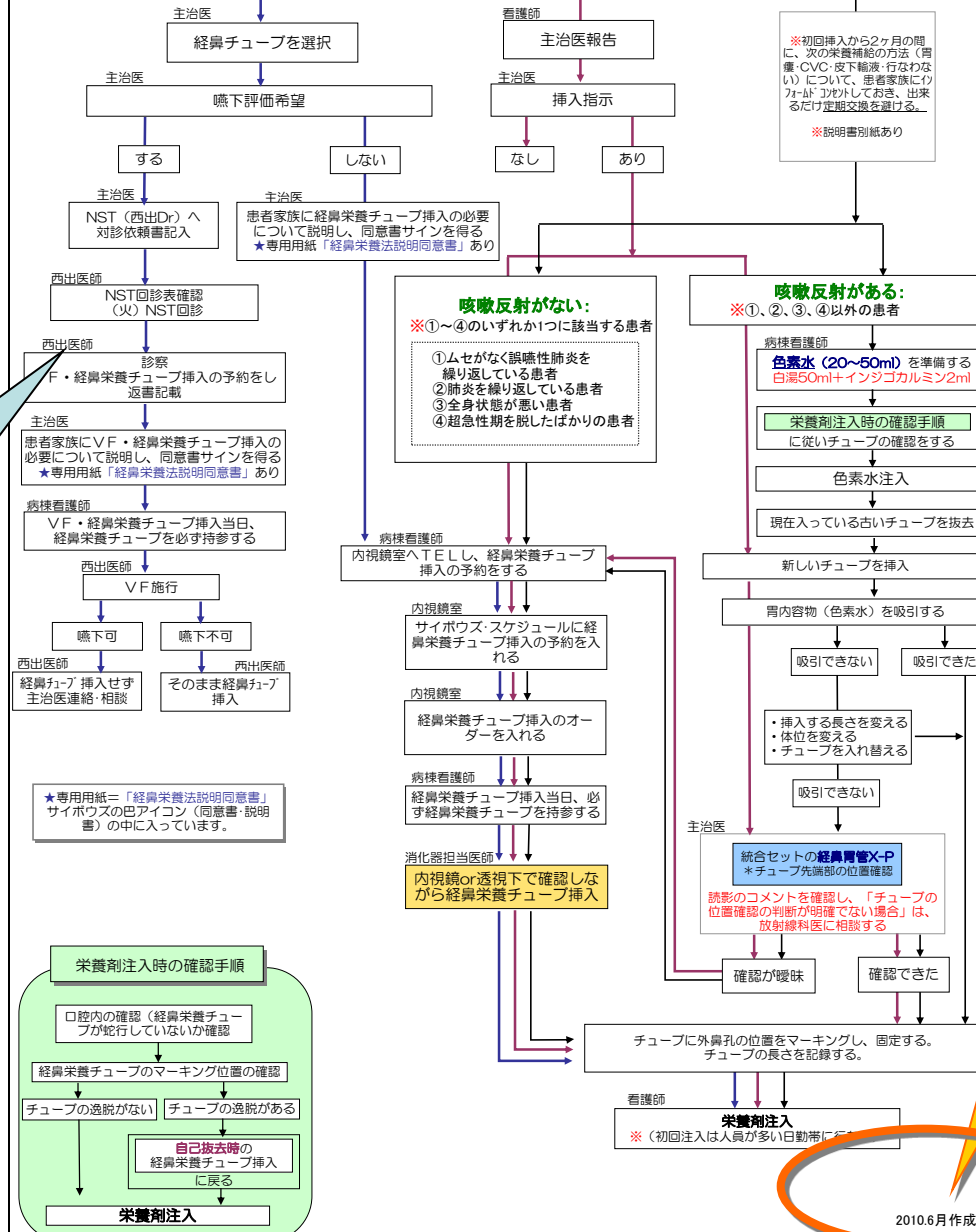 主治医
経鼻チューブを選択
主治医
嚥下評価希望
する
しない
主治医
NST（西出Dr）へ
対診依頼書記入
西出医師
NST回診表確認
（火）NST回診
西出医師
診察
F・経鼻栄養チューブ挿入の予約をし
返書記載
主治医
患者家族にＶＦ・経鼻栄養チューブ挿入の
必要について説明し、同意書サインを得る
★専用用紙「経鼻栄養法説明同意書」あり
病棟看護師
ＶＦ・経鼻栄養チューブ挿入当日、
経鼻栄養チューブを必ず持参する
西出医師
ＶＦ施行
嚥下可
嚥下不可
西出医師
経鼻ﾁｭｰﾌﾞ挿入せず
主治医連絡・相談
西出医師
そのまま経鼻ﾁｭｰﾌﾞ
挿入
★専用用紙＝「経鼻栄養法説明同意書」
サイボウズの巴アイコン（同意書・説明
書）の中に入っています。
主治医
患者家族に経鼻栄養チューブ挿入の必要
について説明し、同意書サインを得る
★専用用紙「経鼻栄養法説明同意書」あり
看護師
主治医報告
主治医
挿入指示
なし
あり
※初回挿入から2ヶ月の間
に、次の栄養補給の方法（胃
瘻・CVC・皮下輸液・行なわな
い）について、患者家族にｲﾝ
ﾌｫｰﾑﾄﾞｺﾝｾﾝﾄしておき、出来
るだけ定期交換を避ける。
※説明書別紙あり
咳嗽反射がない：
※①～④のいずれか1つに該当する患者
①ムセがなく誤嚥性肺炎を
繰り返している患者
②肺炎を繰り返している患者
③全身状態が悪い患者
④超急性期を脱したばかりの患者
病棟看護師
内視鏡室へＴＥＬし、経鼻栄養チューブ
挿入の予約をする
内視鏡室
サイボウズ・スケジュールに経
鼻栄養チューブ挿入の予約を入
れる
内視鏡室
経鼻栄養チューブ挿入のオー
ダーを入れる
病棟看護師
経鼻栄養チューブ挿入当日、必
ず経鼻栄養チューブを持参する
消化器担当医師
内視鏡or透視下で確認しな
がら経鼻栄養チューブ挿入
咳嗽反射がある：
※①、②、③、④以外の患者
病棟看護師
色素水（20～50ml）を準備する
白湯50ml＋インジゴカルミン2ml
栄養剤注入時の確認手順
に従いチューブの確認をする
色素水注入
現在入っている古いチューブを抜去
新しいチューブを挿入
胃内容物（色素水）を吸引する
吸引できない
吸引できた
・挿入する長さを変える
・体位を変える
・チューブを入れ替える
吸引できない
主治医
統合セットの経鼻胃管X-P
＊チューブ先端部の位置確認
読影のコメントを確認し、「チューブの
位置確認の判断が明確でない場合」は、
放射線科医に相談する
確認が曖昧
確認できた
チューブに外鼻孔の位置をマーキングし、固定する。
チューブの長さを記録する。
看護師
栄養剤注入
※（初回注入は人員が多い日勤帯に行
栄養剤注入時の確認手順
口腔内の確認（経鼻栄養チュー
ブが蛇行していないか確認
経鼻栄養チューブのマーキング位置の確認
チューブの逸脱がない
チューブの逸脱がある
自己抜去時の
経鼻栄養チューブ挿入
に戻る
栄養剤注入
2010.6月作成